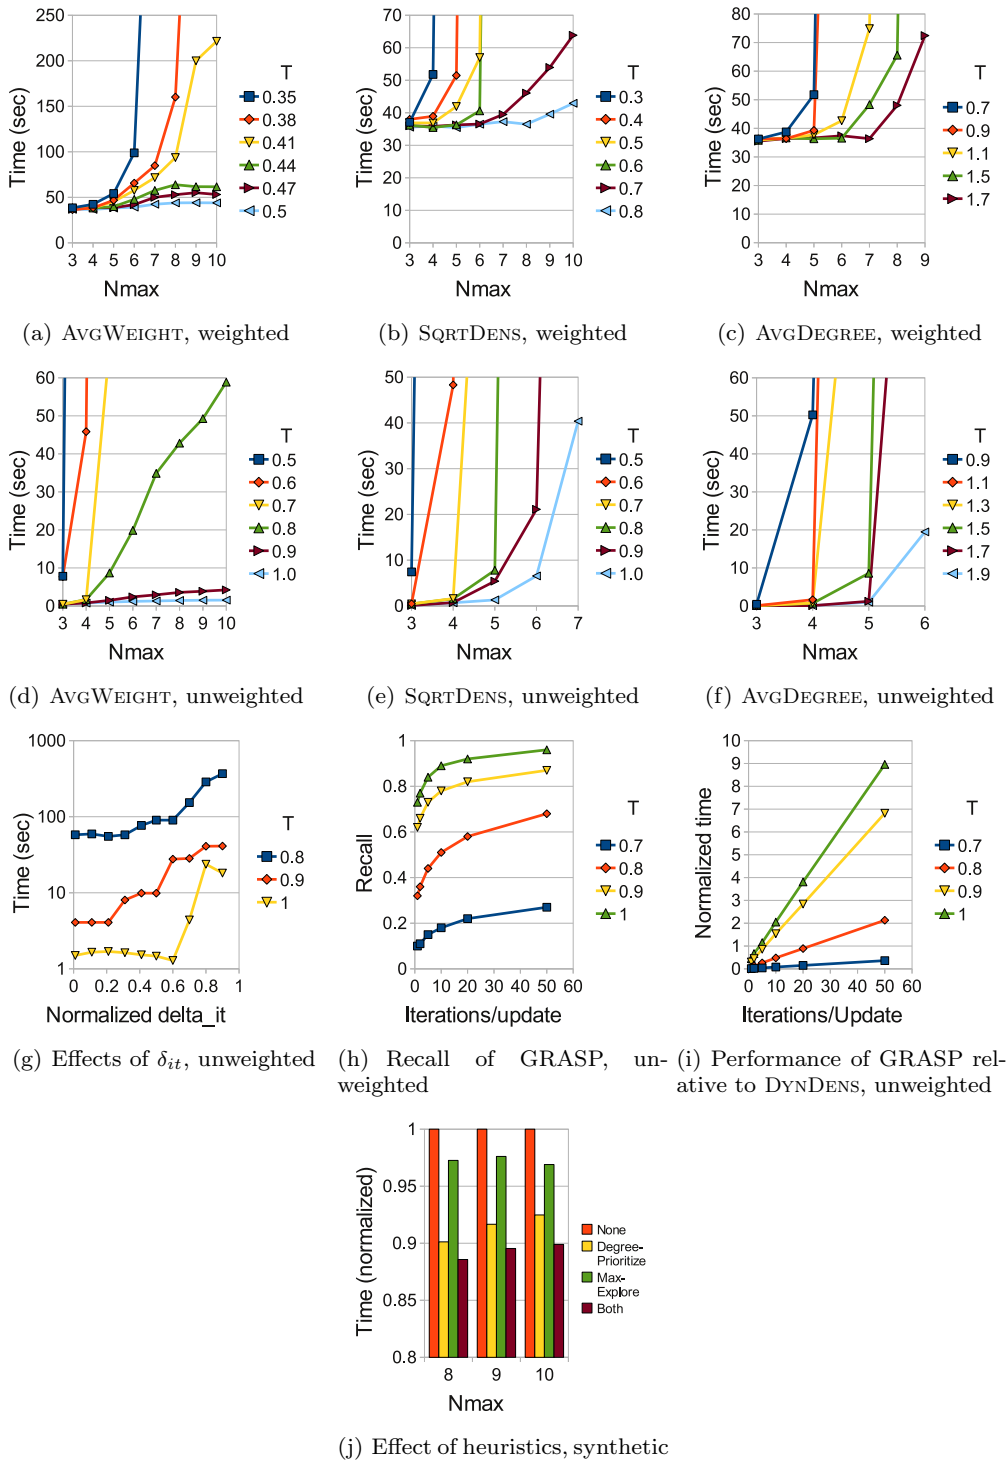 250
200
150
100
50
0
Time (sec)
3 4 5 6 7 8 9 10
Nmax
T
0.35
0.38
0.41
0.44
0.47
0.5
(a) AVGWEIGHT, weighted
70
60
50
40
30
20
10
0
Time (sec)
3 4 5 6 7 8 9 10
Nmax
T
0.3
0.4
0.5
0.6
0.7
0.8
(b) SQRTDENS, weighted
80
70
60
50
40
30
20
10
0
Time (sec)
3 4 5 6 7 8 9
Nmax
T
0.7
0.9
1.1
1.5
1.7
(c) AVGDEGREE, weighted
60
50
40
30
20
10
0
Time (sec)
3 4 5 6 7 8 9 10
Nmax
T
0.5
0.6
0.7
0.8
0.9
1.0
(d) AVGWEIGHT, unweighted
50
40
30
20
10
0
Time (sec)
3 4 5 6 7
Nmax
T
0.5
0.6
0.7
0.8
0.9
1.0
(e) SQRTDENS, unweighted
60
50
40
30
20
10
0
Time (sec)
3 4 5 6
Nmax
T
0.9
1.1
1.3
1.5
1.7
1.9
(f) AVGDEGREE, unweighted
1000
100
10
1
Time (sec)
0 0.2 0.4 0.6 0.8 1
Normalized delta_it
T
0.8
0.9
1
(g) Effects of δit, unweighted
1
0.8
0.6
0.4
0.2
0
Recall
0 10 20 30 40 50 60
Iterations/update
T
0.7
0.8
0.9
1
(h) Recall of GRASP, un-
weighted
10
9
8
7
6
5
4
3
2
1
0
Normalized time
0 10 20 30 40 50 60
Iterations/Update
T
0.7
0.8
0.9
1
(i) Performance of GRASP rel-
ative to DYNDENS, unweighted
1
0.95
0.9
0.85
0.8
Time (normalized)
8 9 10
Nmax
None
Degree-
Prioritize
Max-
Explore
Both
(j) Effect of heuristics, synthetic